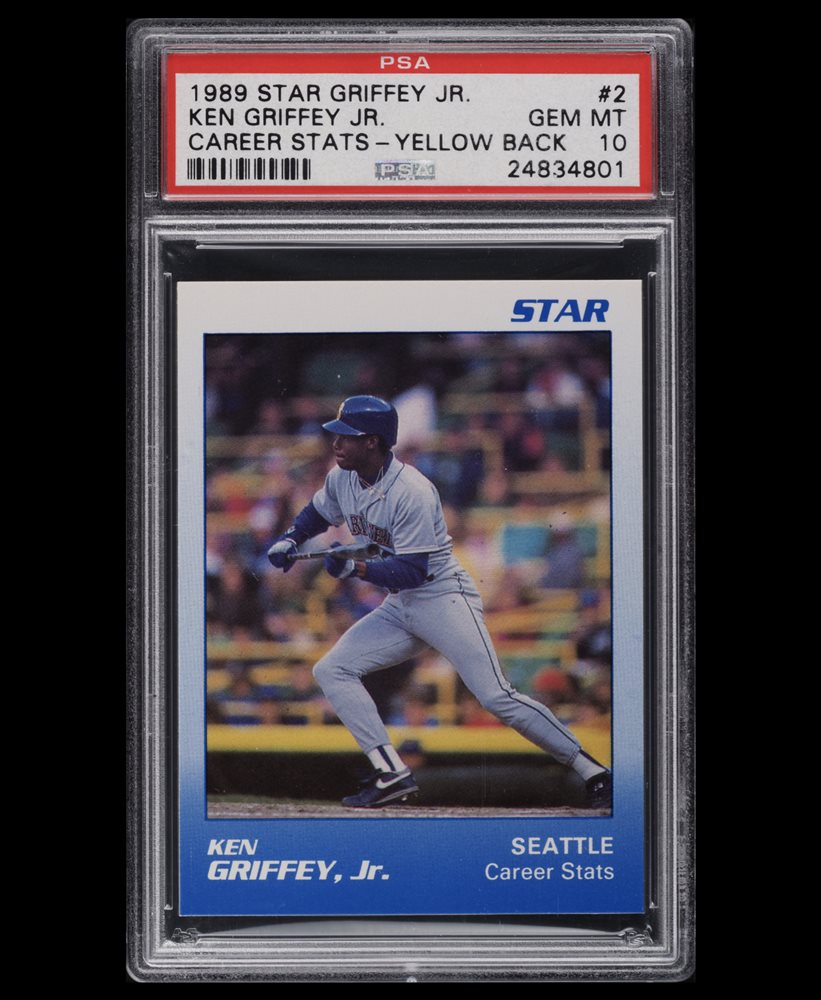 PSA
1989 STAR GRIFFEY JR. #2
KEN GRIFFEY JR. GEM MT
CAREER STATS - YELLOW BACK 10
PSA 24834801
STAR
KEN SEATTLE
GRIFFEY, Jr. Career Stats